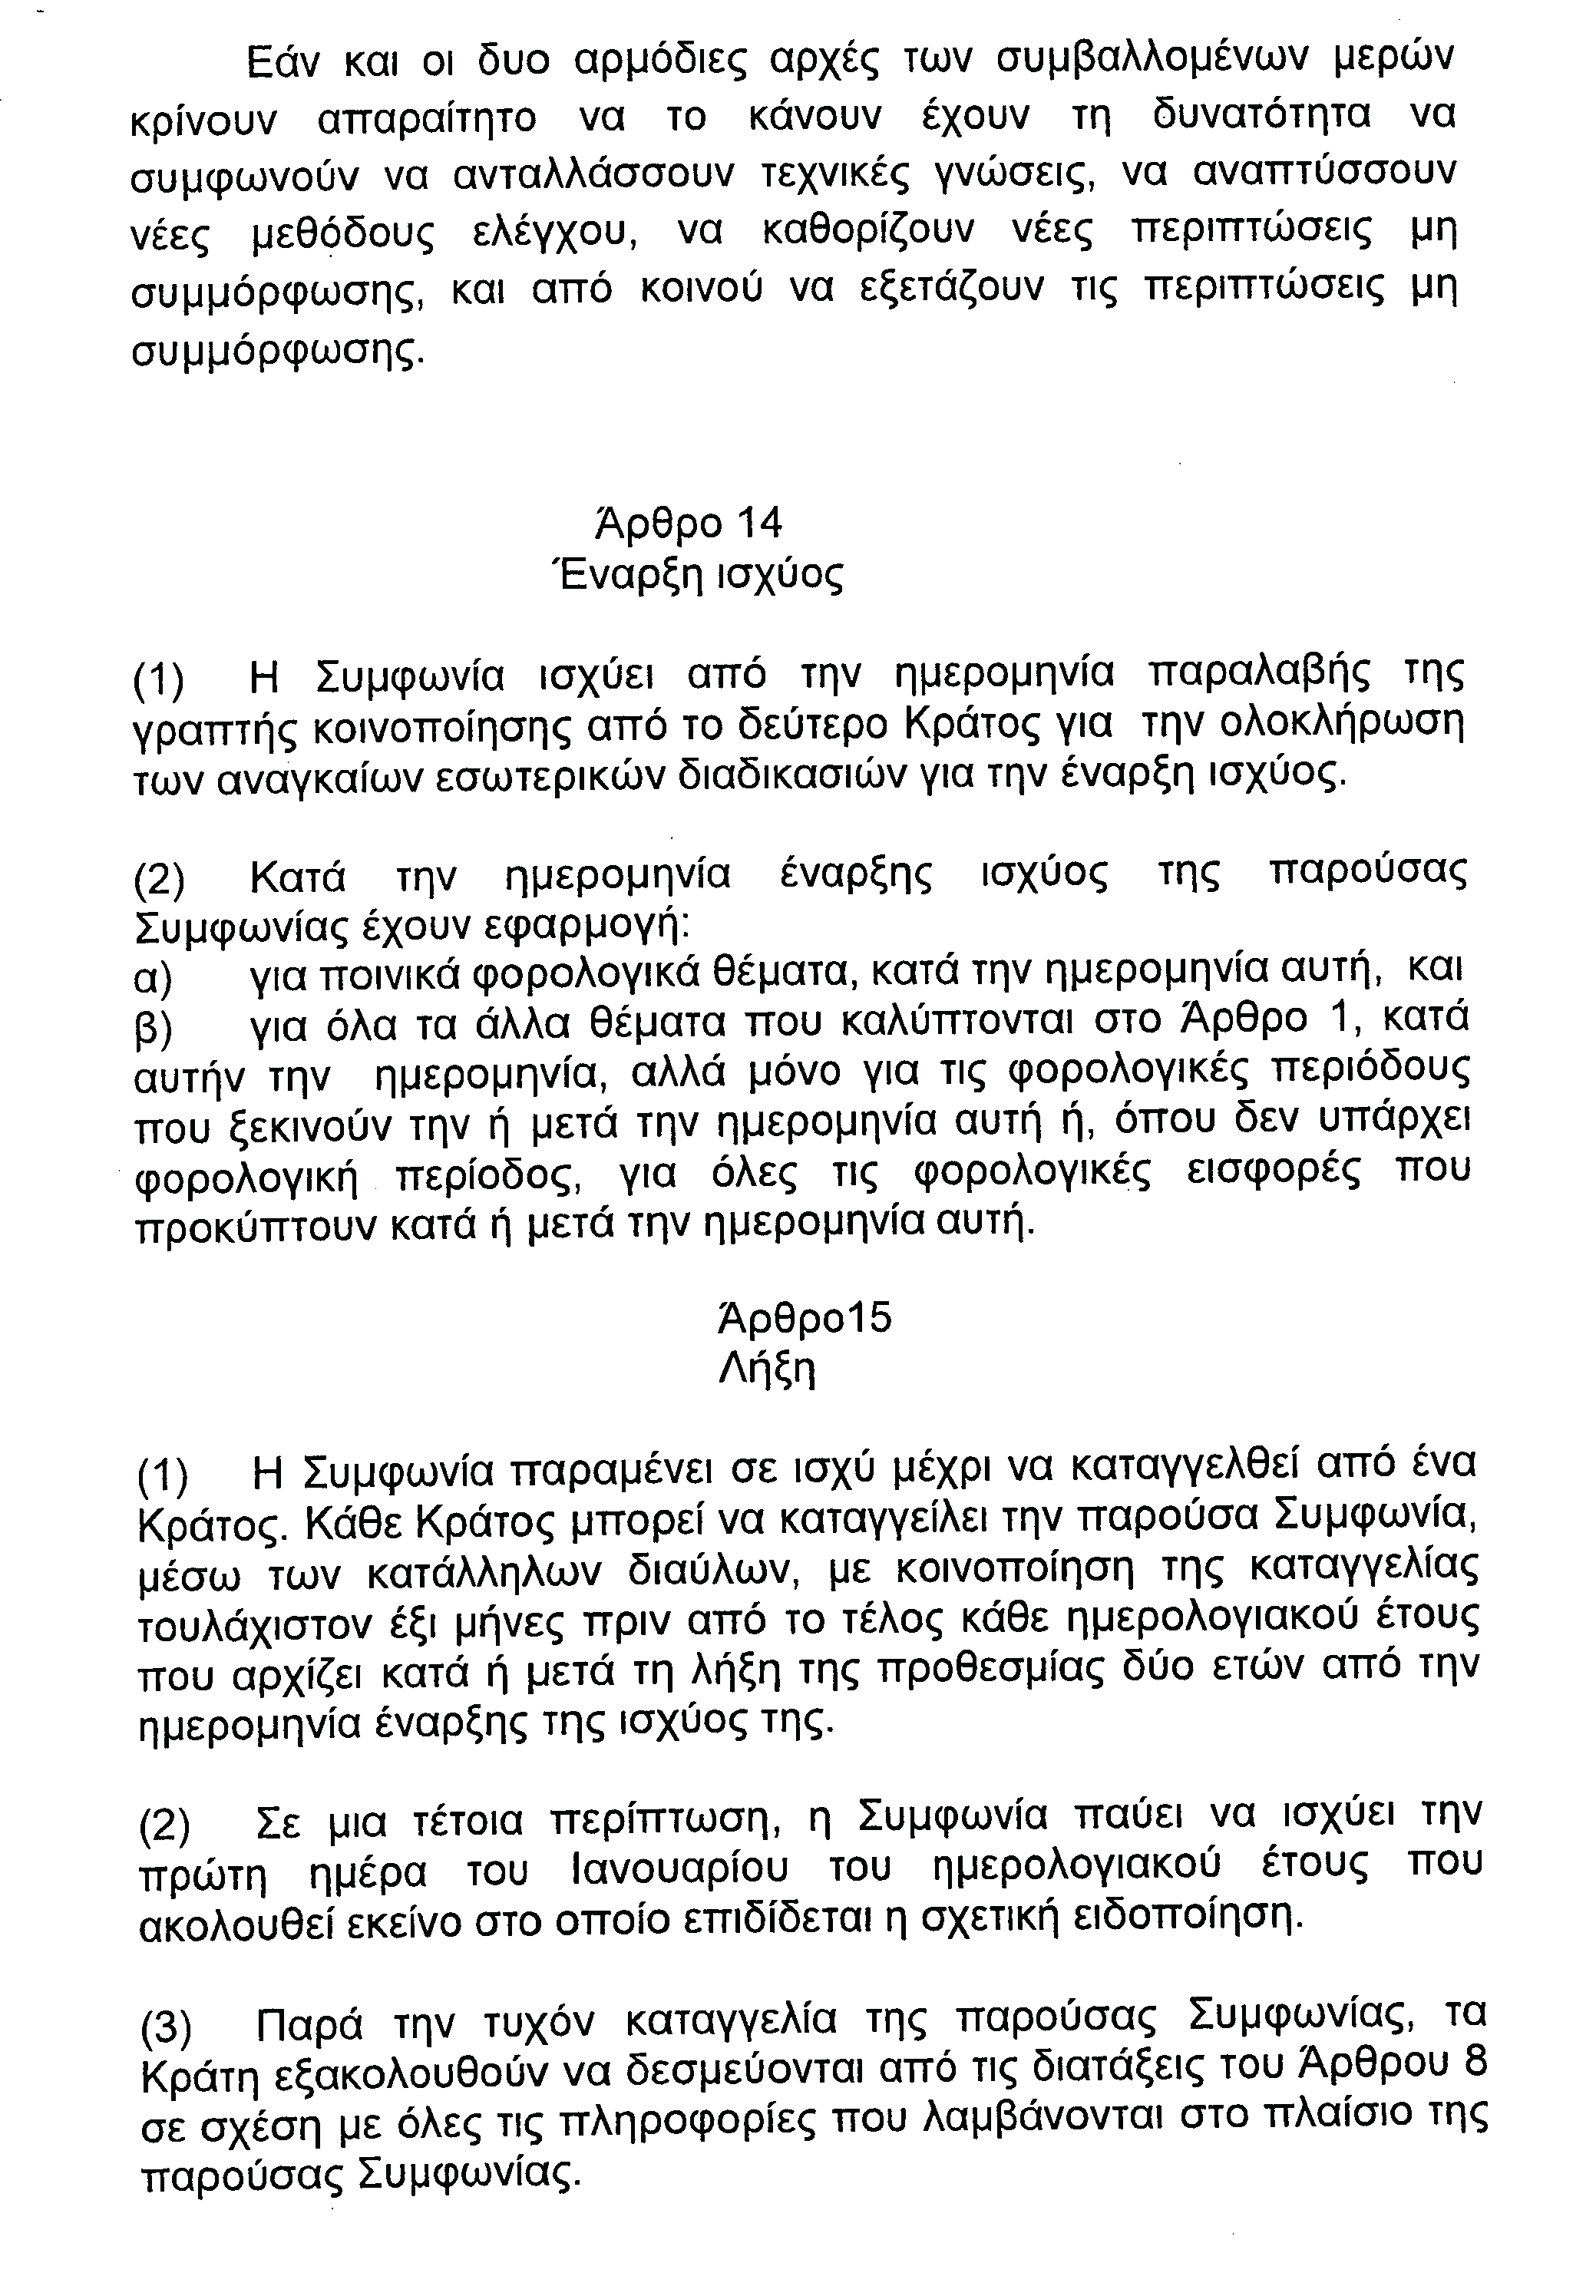 Εάν και οι δυο αρμόδιες αρχές των συμβαλλομένων μερών
κρίνουν απαραίτητο να το κάνουν έχουν τη δυνατότητα να
συμφωνούν να ανταλλάσσουν τεχνικές γνώσεις, να αναπτύσσουν
νέες μεθόδους ελέγχου, να καθορίζουν νέες περιπτώσεις μη
συμμόρφωσης, και από κοινού να εξετάζουν τις περιπτώσεις μη
συμμόρφωσης.
Άρθρο 14
Έναρξη ισχύος
(1) Η Συμφωνία ισχύει από την ημερομηνία παραλαβής της
γραπτής κοινοποίησης από το δεύτερο Κράτος για την ολοκλήρωση
των αναγκαίων εσωτερικών διαδικασιών για την έναρξη ισχύος.
(2) Κατά την ημερομηνία έναρξης ισχύος της παρούσας
Συμφωνίας έχουν εφαρμογή:
α) για ποινικά φορολογικά θέματα, κατά την ημερομηνία αυτή, και
β) για όλα τα άλλα θέματα που καλύπτονται στο Άρθρο 1, κατά
αυτήν την ημερομηνία, αλλά μόνο για τις φορολογικές περιόδους
που ξεκινούν την ή μετά την ημερομηνία αυτή ή, όπου δεν υπάρχει
φορολογική περίοδος, για όλες τις φορολογικές εισφορές που
προκύπτουν κατά ή μετά την ημερομηνία αυτή.
Άρθρο15
Λήξη
(1) Η Συμφωνία παραμένει σε ισχύ μέχρι να καταγγελθεί από ένα
Κράτος. Κάθε Κράτος μπορεί να καταγγείλει την παρούσα Συμφωνία,
μέσω των κατάλληλων διαύλων, με κοινοποίηση της καταγγελίας
τουλάχιστον έξι μήνες πριν από το τέλος κάθε ημερολογιακού έτους
που αρχίζει κατά ή μετά τη λήξη της προθεσμίας δύο ετών από την
ημερομηνία έναρξης της ισχύος της.
(2) Σε μια τέτοια περίπτωση, η Συμφωνία παύει να ισχύει την
πρώτη ημέρα του Ιανουαρίου του ημερολογιακού έτους που
ακολουθεί εκείνο στο οποίο επιδίδεται η σχετική ειδοποίηση.
(3) Παρά την τυχόν καταγγελία της παρούσας Συμφωνίας, τα
Κράτη εξακολουθούν να δεσμεύονται από τις διατάξεις του Άρθρου 8
σε σχέση με όλες τις πληροφορίες που λαμβάνονται στο πλαίσιο της
παρούσας Συμφωνίας.